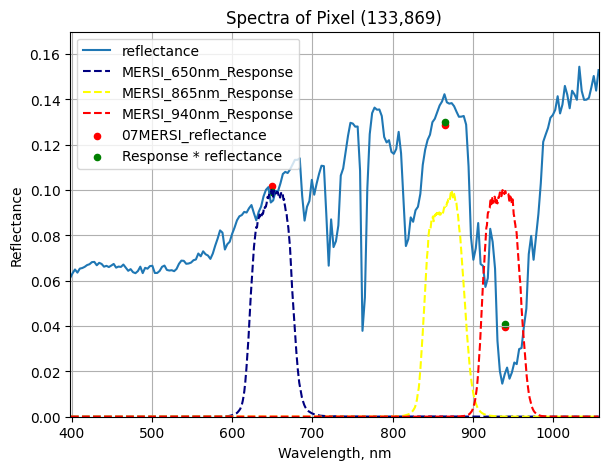 Spectra of Pixel (133,869)
reflectance
MERSI_650nm_Response
MERSI_865nm_Response
MERSI_940nm_Response
07MERSI_reflectance
Response * reflectance
Reflectance
0.16
0.14
0.12
0.10
0.08
0.06
0.04
0.02
0.00
400 500 600 700 800 900 1000
Wavelength, nm